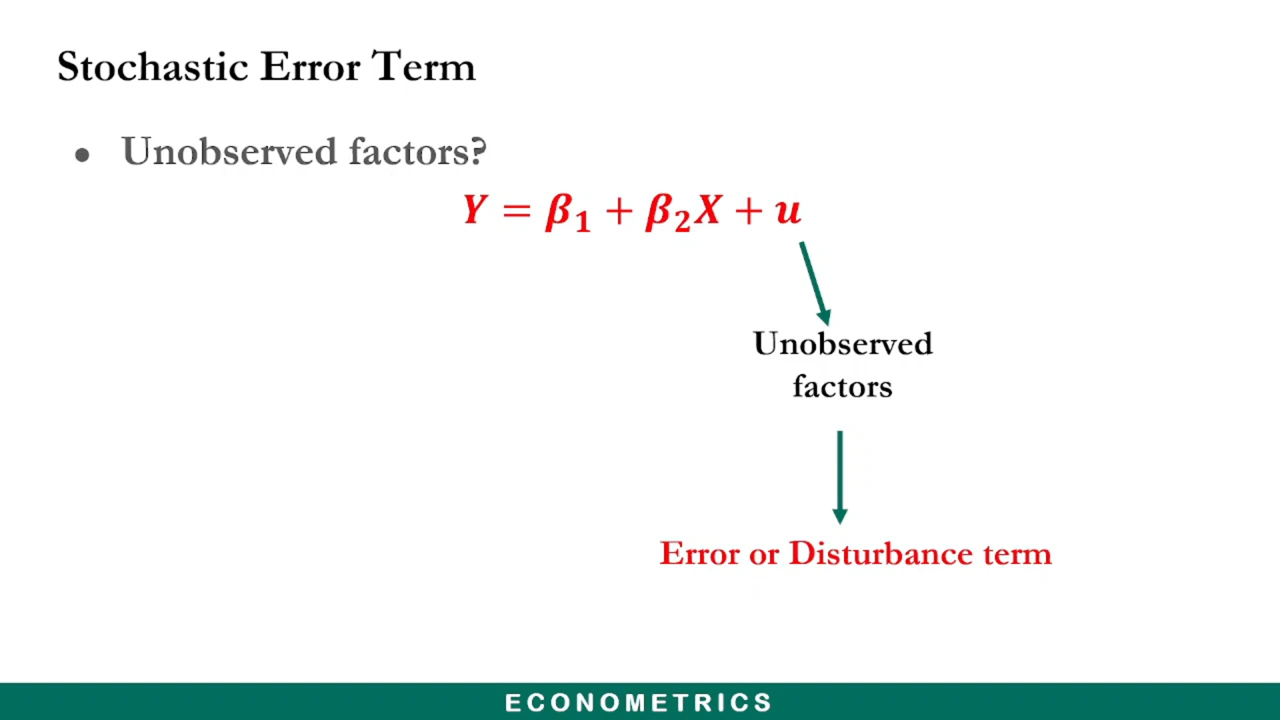 Stochastic Error Term
• Unobserved factors?
Y = β₁ + β₂X + u
Unobserved
factors
Error or Disturbance term
ECONOMETRICS